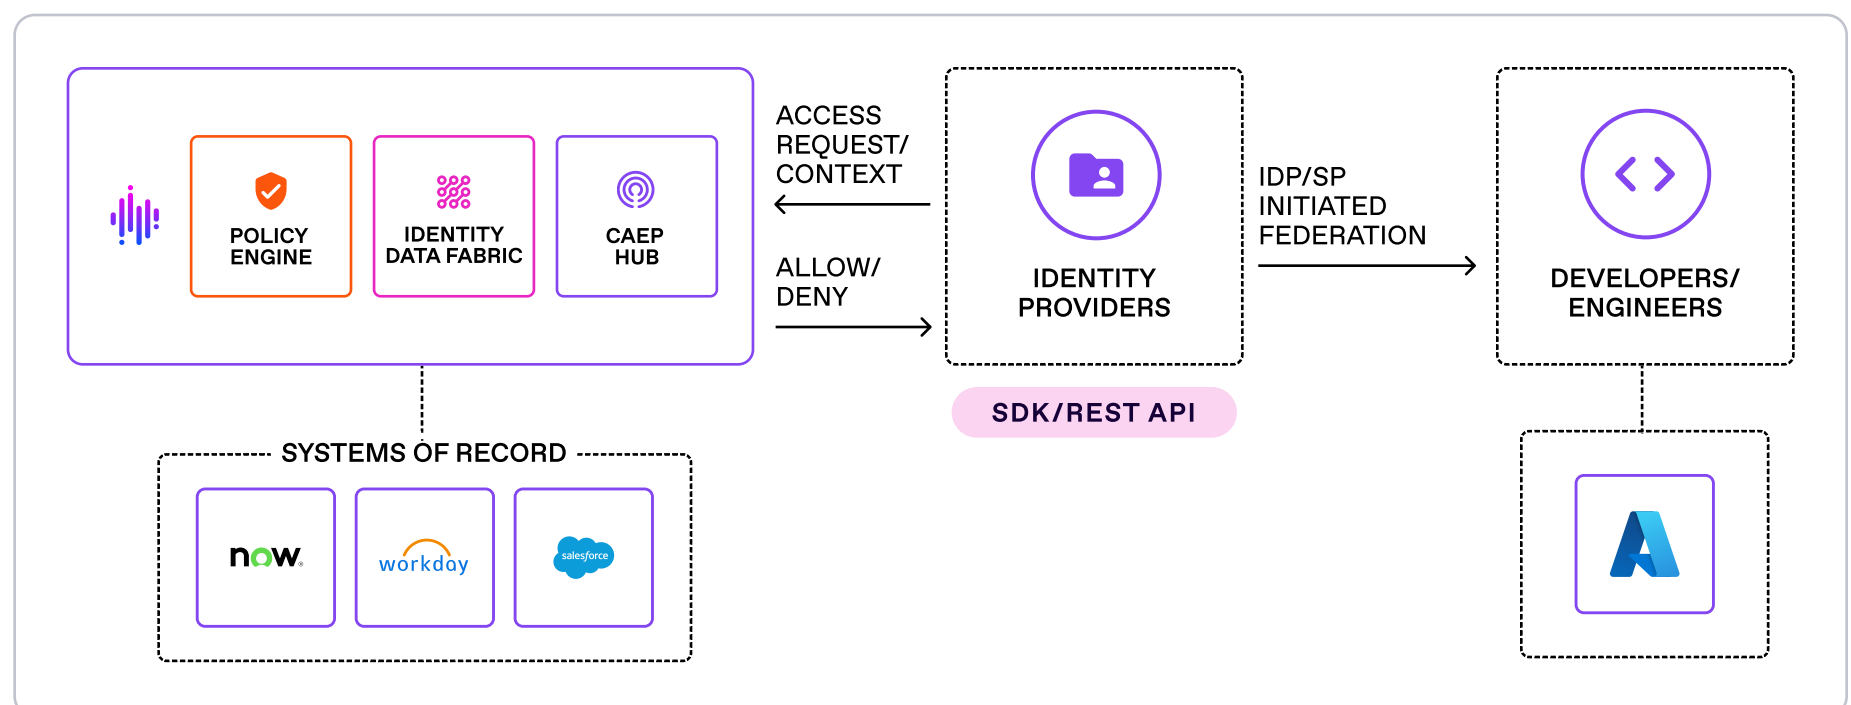 POLICY
ENGINE
IDENTITY
DATA FABRIC
CAEP
HUB
ACCESS
REQUEST/
CONTEXT
ALLOW/
DENY
IDENTITY
PROVIDERS
SDK/REST API
IDP/SP
INITIATED
FEDERATION
DEVELOPERS/
ENGINEERS
SYSTEMS OF RECORD
now®
workday
salesforce